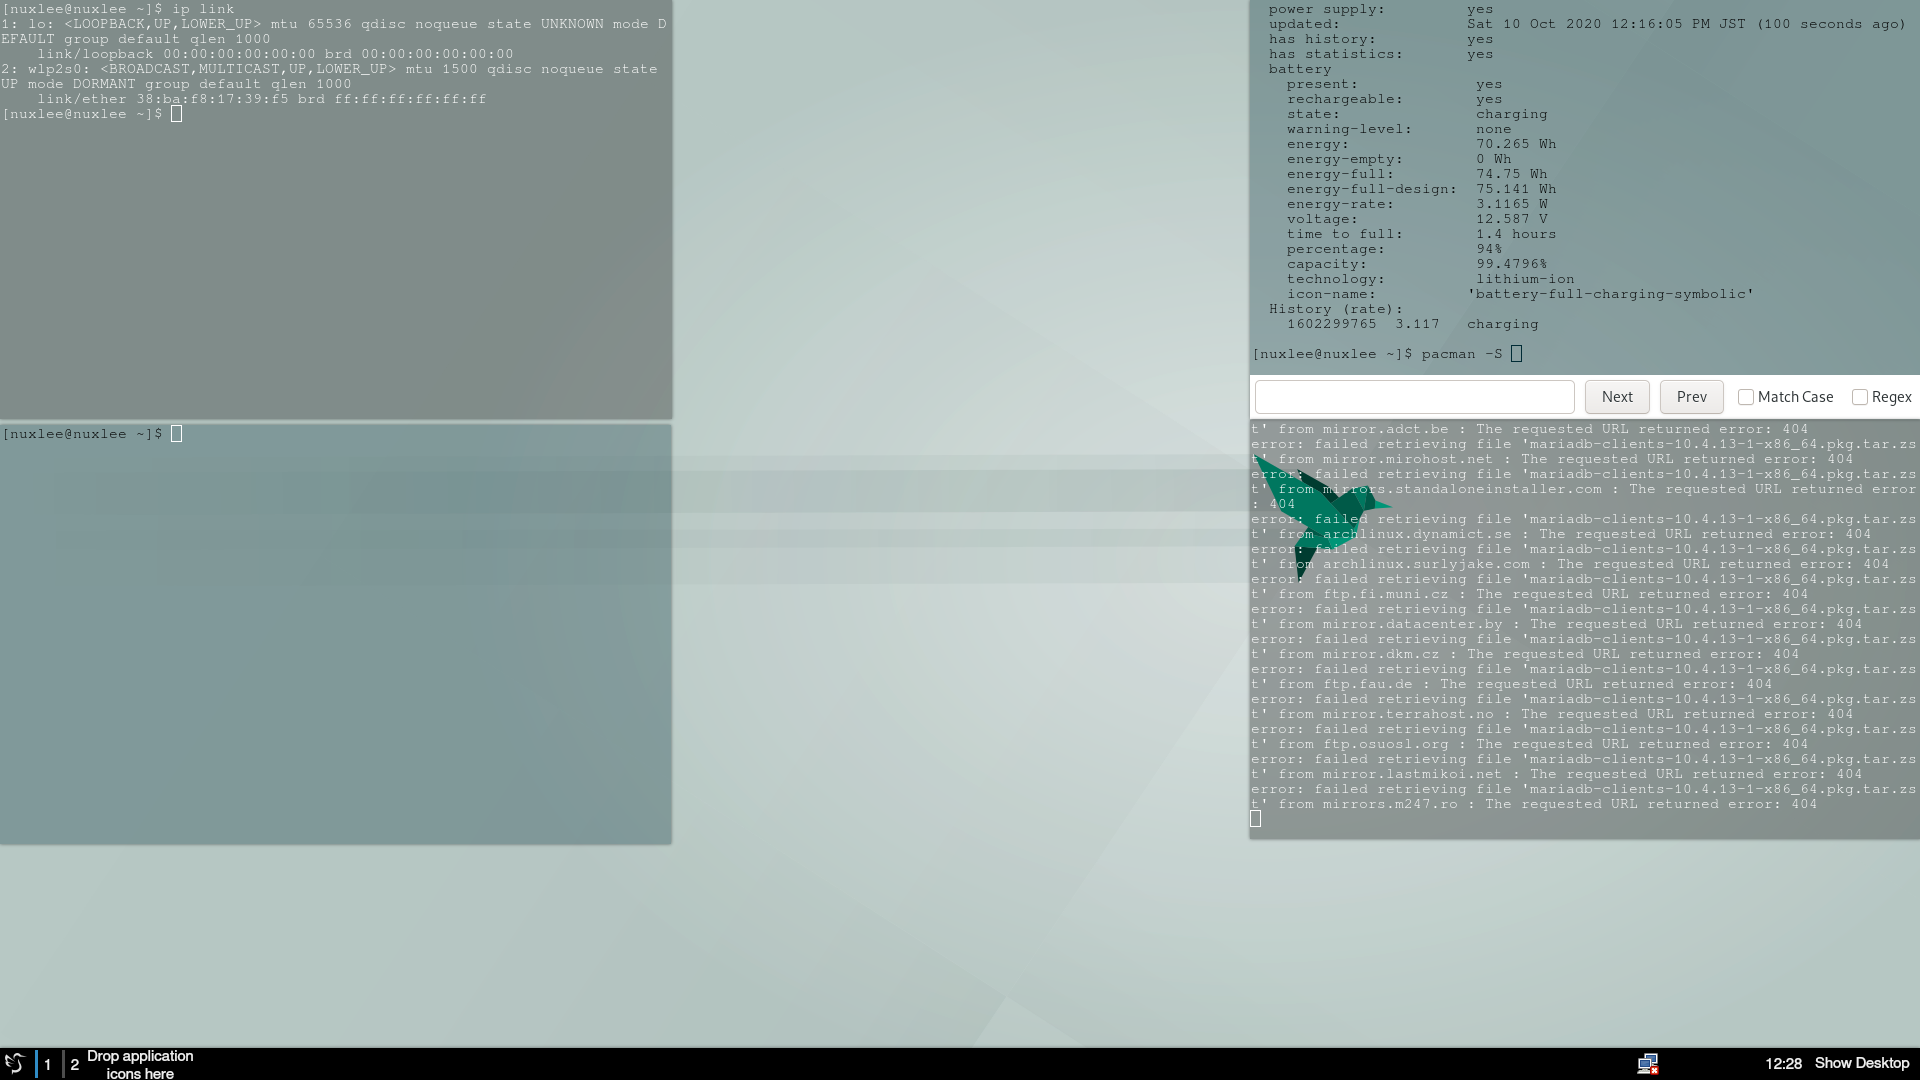 [nuxlee@nuxlee ~]$ ip link
1: lo: <LOOPBACK,UP,LOWER_UP> mtu 65536 qdisc noqueue state UNKNOWN mode D
EFAULT group default qlen 1000
    link/loopback 00:00:00:00:00:00 brd 00:00:00:00:00:00
2: wlp2s0: <BROADCAST,MULTICAST,UP,LOWER_UP> mtu 1500 qdisc noqueue state
UP mode DORMANT group default qlen 1000
    link/ether 38:ba:f8:17:39:f5 brd ff:ff:ff:ff:ff:ff
[nuxlee@nuxlee ~]$
[nuxlee@nuxlee ~]$
power supply: yes
updated: Sat 10 Oct 2020 12:16:05 PM JST (100 seconds ago)
has history: yes
has statistics: yes
battery
present: yes
rechargeable: yes
state: charging
warning-level: none
energy: 70.265 Wh
energy-empty: 0 Wh
energy-full: 74.75 Wh
energy-full-design: 75.141 Wh
energy-rate: 3.1165 W
voltage: 12.587 V
time to full: 1.4 hours
percentage: 94%
capacity: 99.4796%
technology: lithium-ion
icon-name: 'battery-full-charging-symbolic'
History (rate):
1602299765 3.117 charging
[nuxlee@nuxlee ~]$ pacman -S
Next Prev Match Case Regex
t' from mirror.adct.be : The requested URL returned error: 404
error: failed retrieving file 'mariadb-clients-10.4.13-1-x86_64.pkg.tar.zs
t' from mirror.mirohost.net : The requested URL returned error: 404
error: failed retrieving file 'mariadb-clients-10.4.13-1-x86_64.pkg.tar.zs
t' from mirrors.standaloneinstaller.com : The requested URL returned error
: 404
error: failed retrieving file 'mariadb-clients-10.4.13-1-x86_64.pkg.tar.zs
t' from archlinux.dynamict.se : The requested URL returned error: 404
error: failed retrieving file 'mariadb-clients-10.4.13-1-x86_64.pkg.tar.zs
t' from archlinux.surlyjake.com : The requested URL returned error: 404
error: failed retrieving file 'mariadb-clients-10.4.13-1-x86_64.pkg.tar.zs
t' from ftp.fi.muni.cz : The requested URL returned error: 404
error: failed retrieving file 'mariadb-clients-10.4.13-1-x86_64.pkg.tar.zs
t' from mirror.datacenter.by : The requested URL returned error: 404
error: failed retrieving file 'mariadb-clients-10.4.13-1-x86_64.pkg.tar.zs
t' from mirror.dkm.cz : The requested URL returned error: 404
error: failed retrieving file 'mariadb-clients-10.4.13-1-x86_64.pkg.tar.zs
t' from ftp.fau.de : The requested URL returned error: 404
error: failed retrieving file 'mariadb-clients-10.4.13-1-x86_64.pkg.tar.zs
t' from mirror.terrahost.no : The requested URL returned error: 404
error: failed retrieving file 'mariadb-clients-10.4.13-1-x86_64.pkg.tar.zs
t' from ftp.osuosl.org : The requested URL returned error: 404
error: failed retrieving file 'mariadb-clients-10.4.13-1-x86_64.pkg.tar.zs
t' from mirror.lastmikoi.net : The requested URL returned error: 404
error: failed retrieving file 'mariadb-clients-10.4.13-1-x86_64.pkg.tar.zs
t' from mirrors.m247.ro : The requested URL returned error: 404
1 2 Drop application
icons here
12:28 Show Desktop